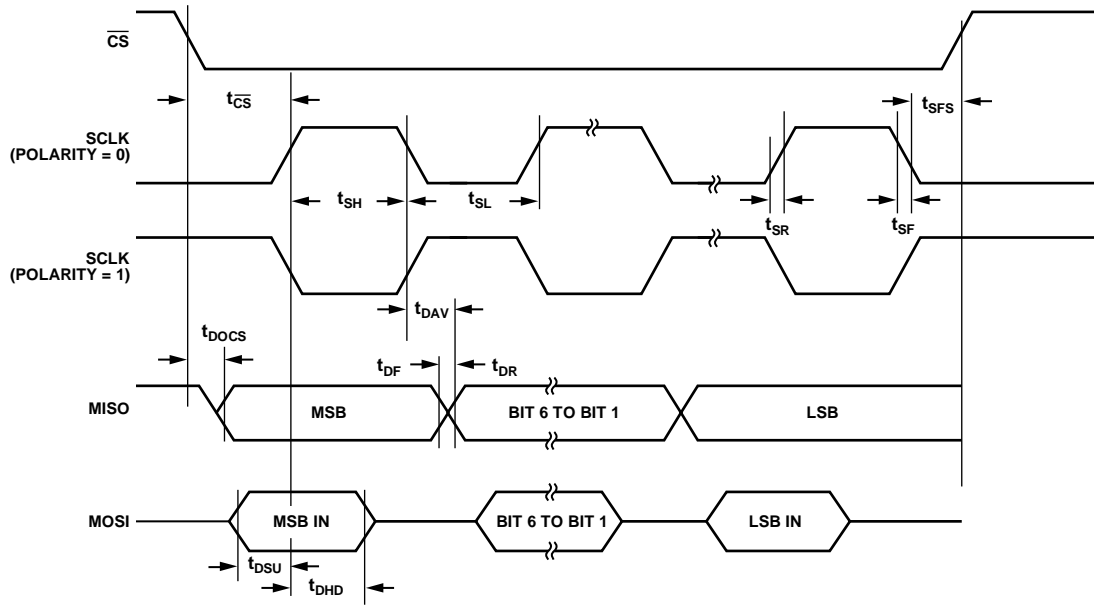 CS
tCS
tSFS
SCLK
(POLARITY = 0)
tSH
tSL
tSR
tSF
SCLK
(POLARITY = 1)
tDAV
tDOCS
tDF
tDR
MISO
MSB
BIT 6 TO BIT 1
LSB
MOSI
MSB IN
BIT 6 TO BIT 1
LSB IN
tDSU
tDHD